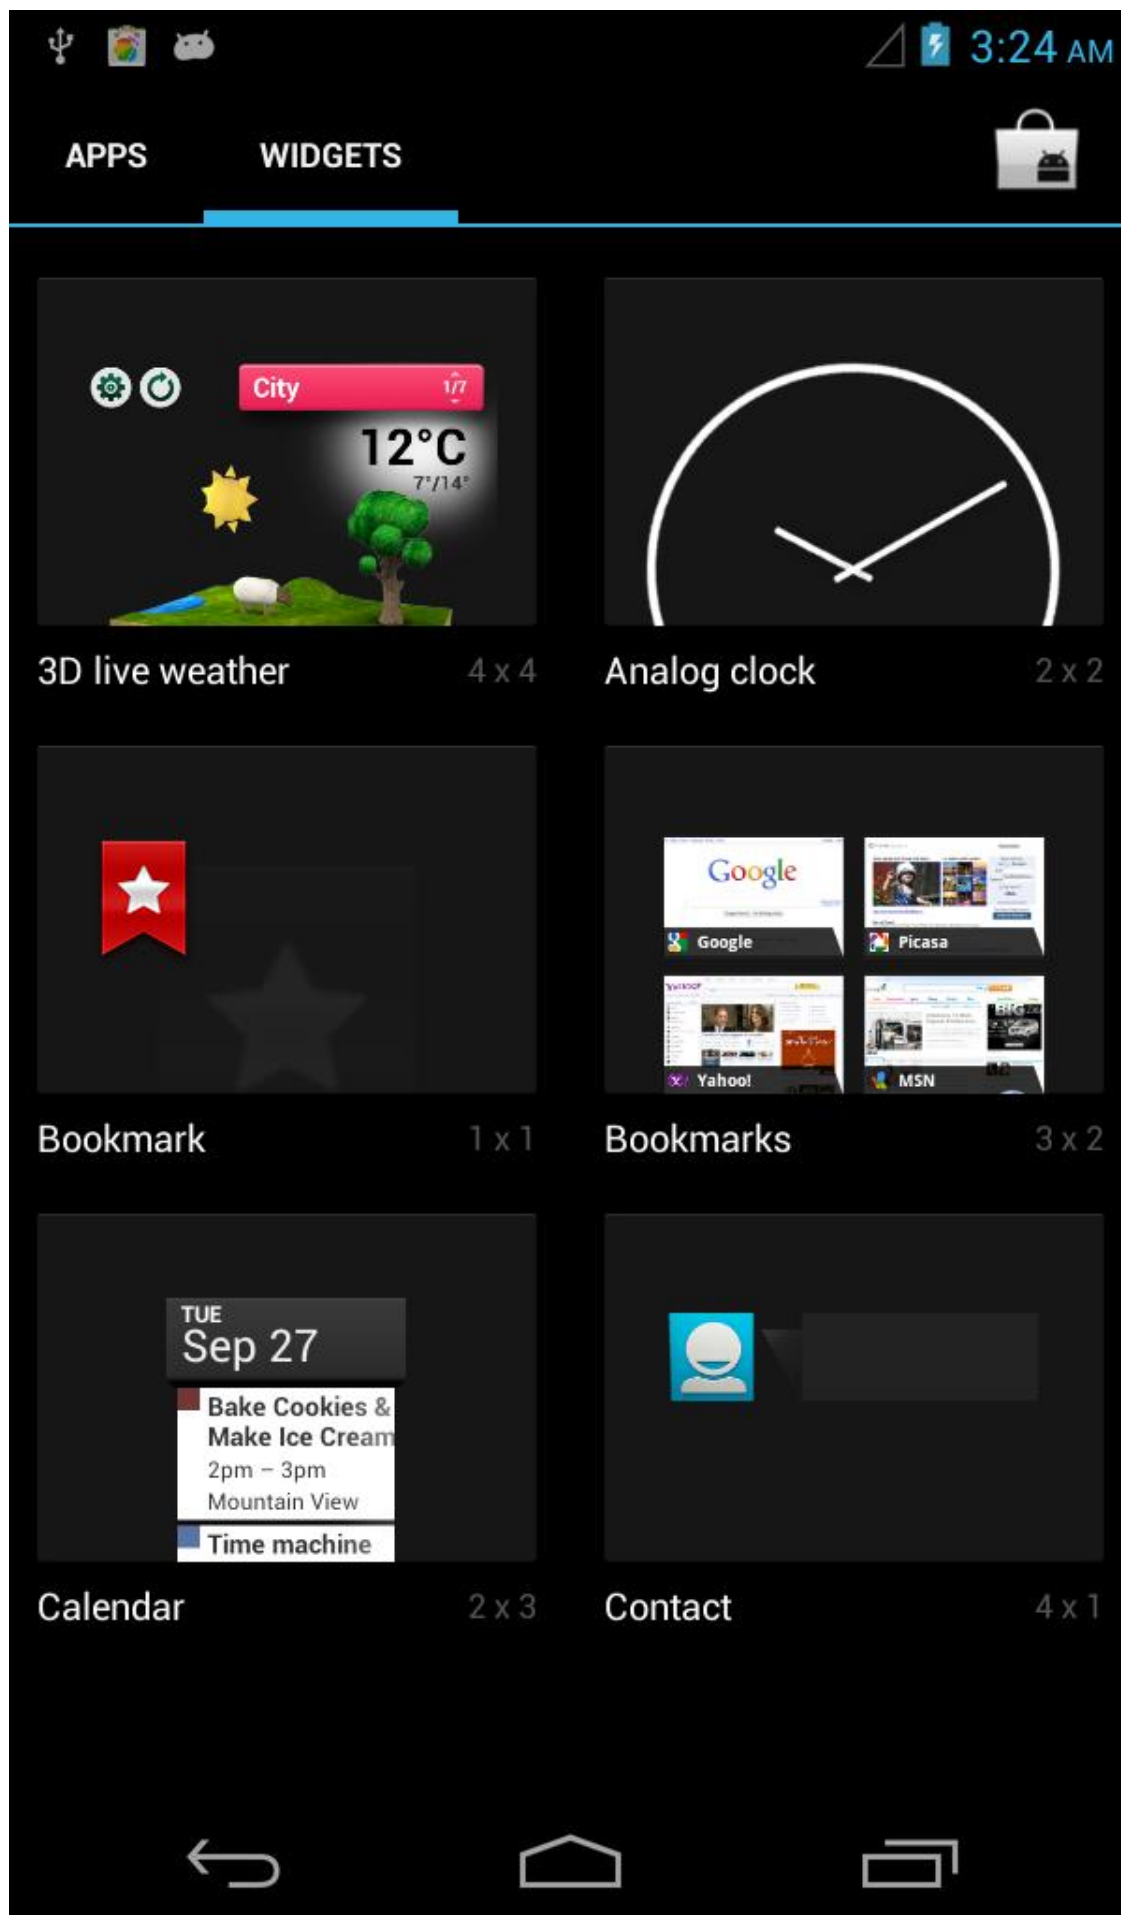 3:24 AM
APPS WIDGETS
City 1/7
12°C
7°/14°
3D live weather 4 x 4
Analog clock 2 x 2
Google
Google Picasa
YAHOO!
BIG
Yahoo! MSN
Bookmark 1 x 1
Bookmarks 3 x 2
TUE
Sep 27
Bake Cookies &
Make Ice Cream
2pm – 3pm
Mountain View
Time machine
Calendar 2 x 3
Contact 4 x 1